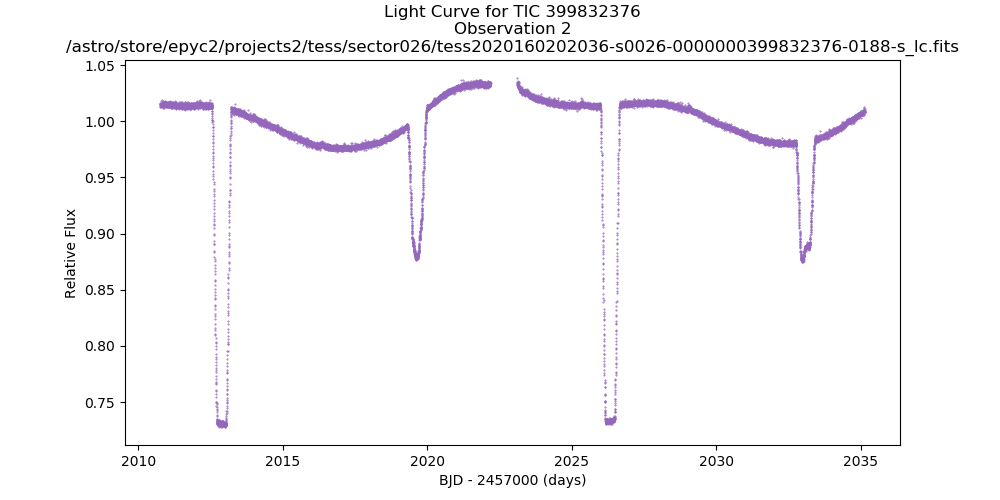 Light Curve for TIC 399832376
Observation 2
/astro/store/epyc2/projects2/tess/sector026/tess2020160202036-s0026-0000000399832376-0188-s_lc.fits
1.05
1.00
0.95
0.90
0.85
0.80
0.75
Relative Flux
2010 2015 2020 2025 2030 2035
BJD - 2457000 (days)